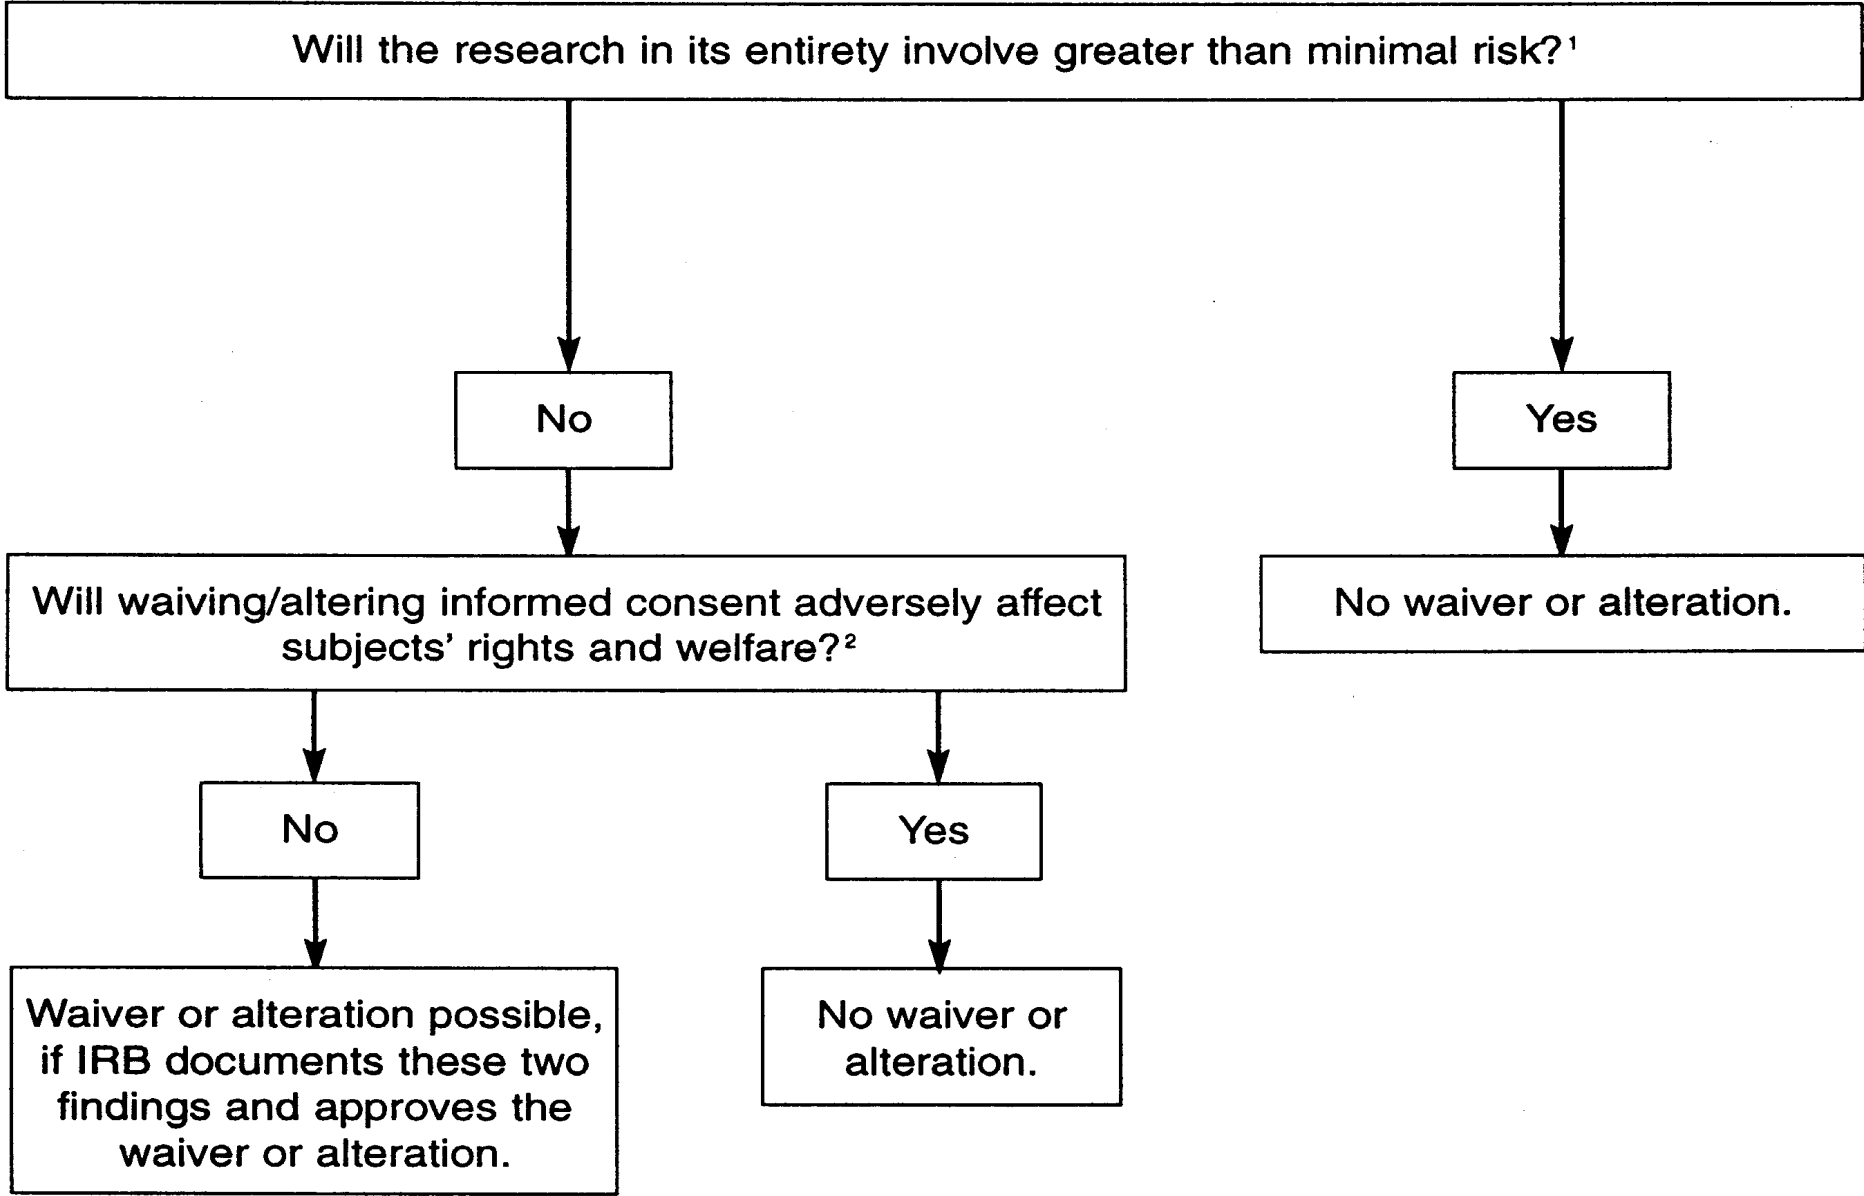 Will the research in its entirety involve greater than minimal risk?¹
No
Yes
Will waiving/altering informed consent adversely affect
subjects’ rights and welfare?²
No waiver or alteration.
No
Yes
Waiver or alteration possible,
if IRB documents these two
findings and approves the
waiver or alteration.
No waiver or
alteration.